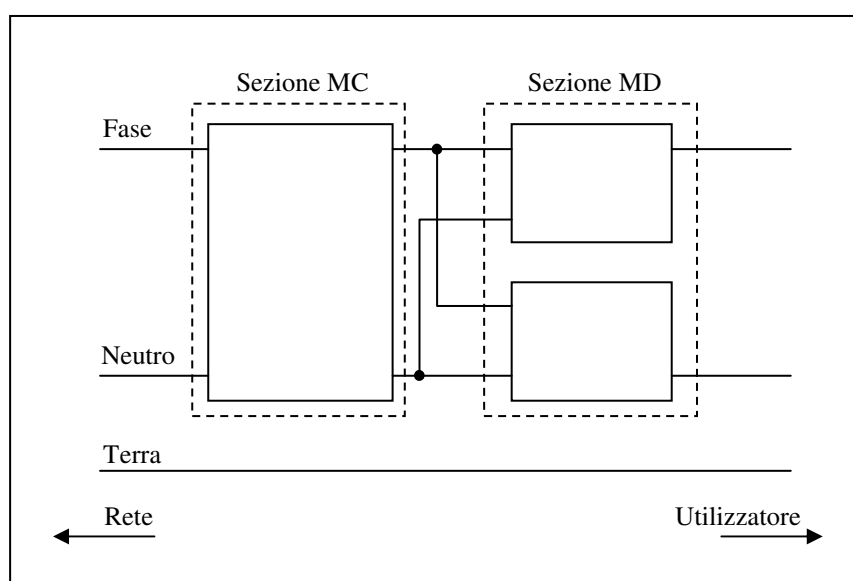 Sezione MC
Sezione MD
Fase
Neutro
Terra
Rete
Utilizzatore